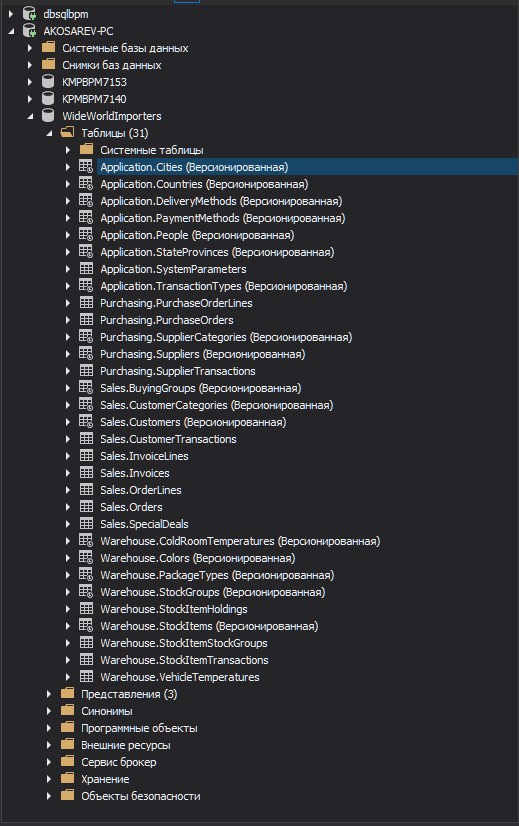 dbsqlbpm
AKOSAREV-PC
Системные базы данных
Снимки баз данных
KMPBPM7153
KPMBPM7140
WideWorldImporters
Таблицы (31)
Системные таблицы
Application.Cities (Версионированная)
Application.Countries (Версионированная)
Application.DeliveryMethods (Версионированная)
Application.PaymentMethods (Версионированная)
Application.People (Версионированная)
Application.StateProvinces (Версионированная)
Application.SystemParameters
Application.TransactionTypes (Версионированная)
Purchasing.PurchaseOrderLines
Purchasing.PurchaseOrders
Purchasing.SupplierCategories (Версионированная)
Purchasing.Suppliers (Версионированная)
Purchasing.SupplierTransactions
Sales.BuyingGroups (Версионированная)
Sales.CustomerCategories (Версионированная)
Sales.Customers (Версионированная)
Sales.CustomerTransactions
Sales.InvoiceLines
Sales.Invoices
Sales.OrderLines
Sales.Orders
Sales.SpecialDeals
Warehouse.ColdRoomTemperatures (Версионированная)
Warehouse.Colors (Версионированная)
Warehouse.PackageTypes (Версионированная)
Warehouse.StockGroups (Версионированная)
Warehouse.StockItemHoldings
Warehouse.StockItems (Версионированная)
Warehouse.StockItemStockGroups
Warehouse.StockItemTransactions
Warehouse.VehicleTemperatures
Представления (3)
Синонимы
Программные объекты
Внешние ресурсы
Сервис брокер
Хранение
Объекты безопасности